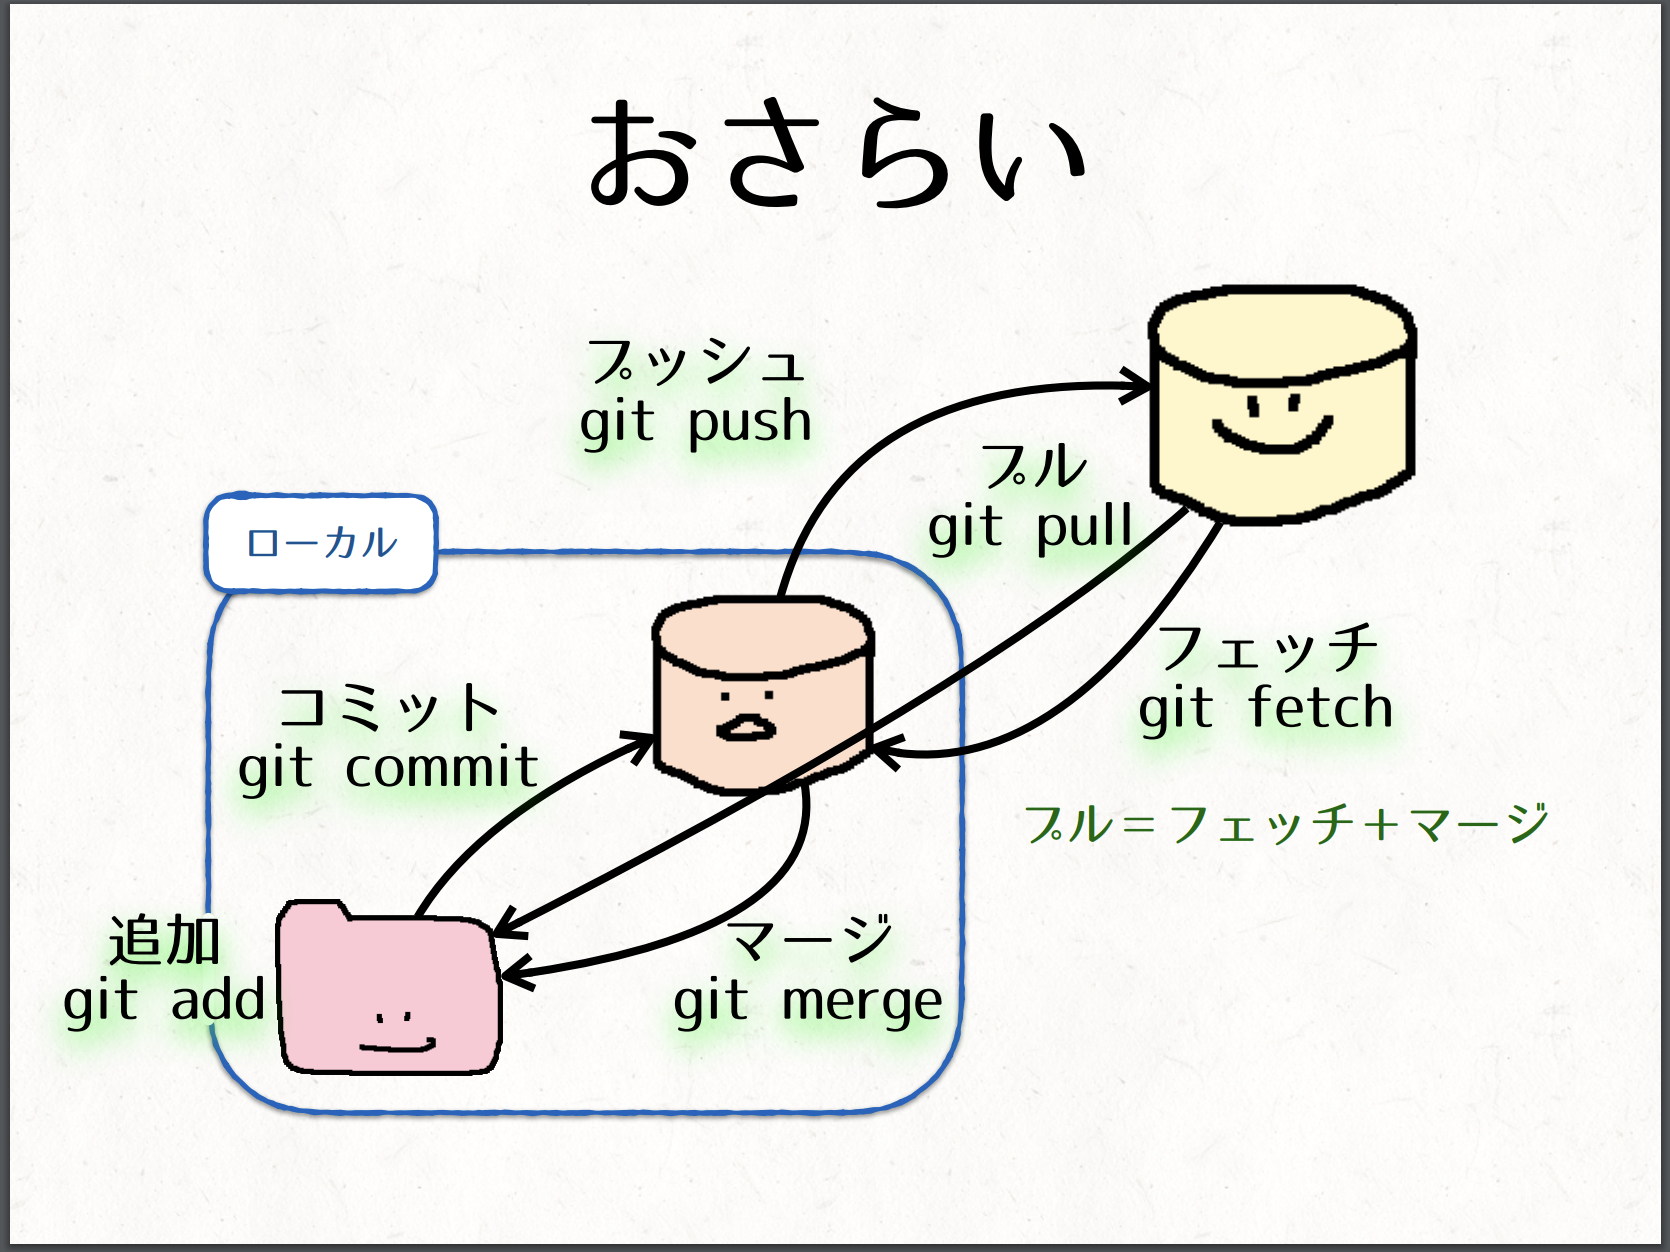 おさらい
プッシュ
git push
プル
git pull
ローカル
フェッチ
git fetch
コミット
git commit
プル＝フェッチ＋マージ
追加
git add
マージ
git merge